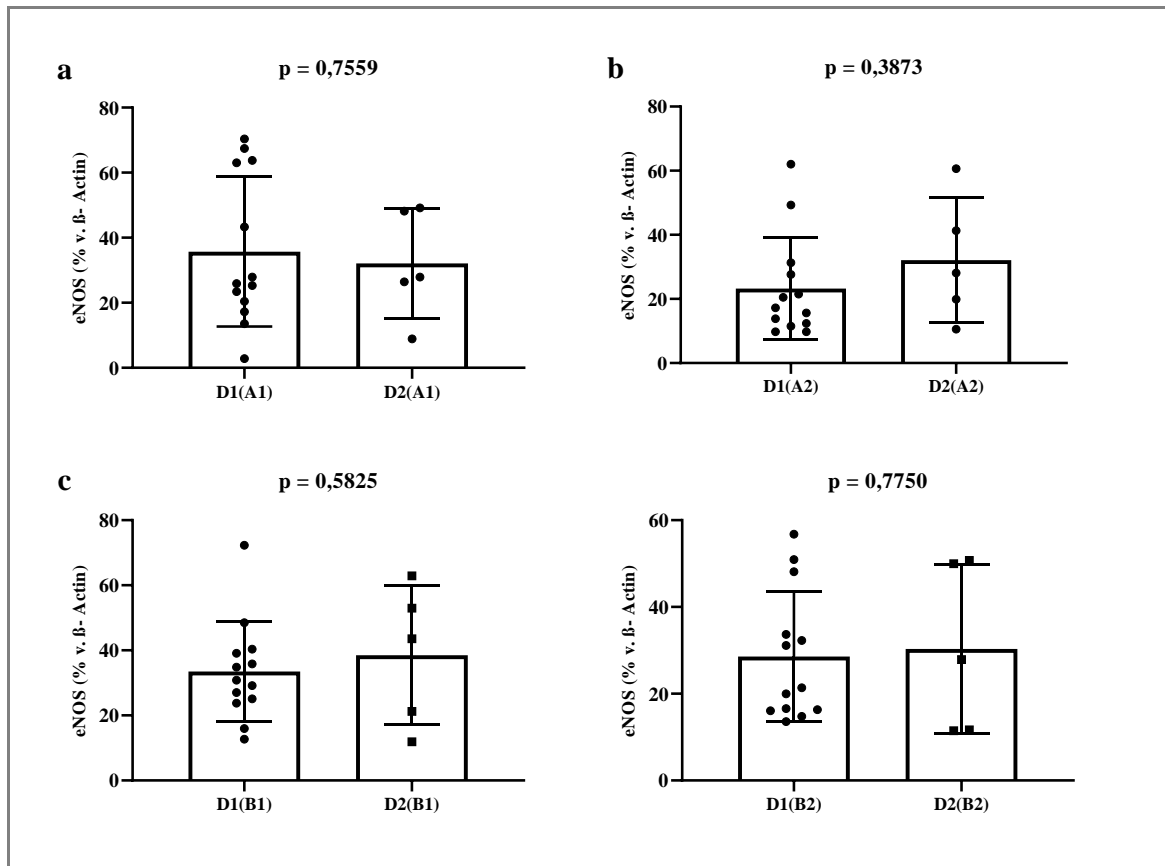 a
p = 0,7559
eNOS (% v. ß- Actin)
80
60
40
20
0
D1(A1)
D2(A1)
b
p = 0,3873
eNOS (% v. ß- Actin)
80
60
40
20
0
D1(A2)
D2(A2)
c
p = 0,5825
eNOS (% v. ß- Actin)
80
60
40
20
0
D1(B1)
D2(B1)
p = 0,7750
eNOS (% v. ß- Actin)
60
40
20
0
D1(B2)
D2(B2)